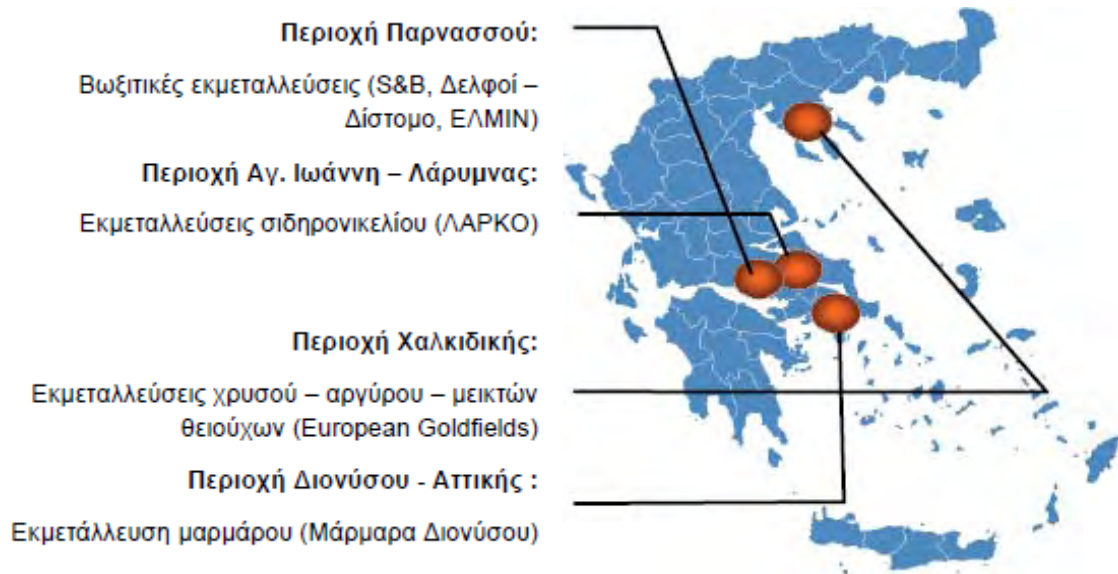 Περιοχή Παρνασσού:
Βωξιτικές εκμεταλλεύσεις (S&B, Δελφοί –
Δίστομο, ΕΛΜΙΝ)
Περιοχή Αγ. Ιωάννη – Λάρυμνας:
Εκμεταλλεύσεις σιδηρονικελίου (ΛΑΡΚΟ)
Περιοχή Χαλκιδικής:
Εκμεταλλεύσεις χρυσού – αργύρου – μεικτών
θειούχων (European Goldfields)
Περιοχή Διονύσου - Αττικής :
Εκμετάλλευση μαρμάρου (Μάρμαρα Διονύσου)